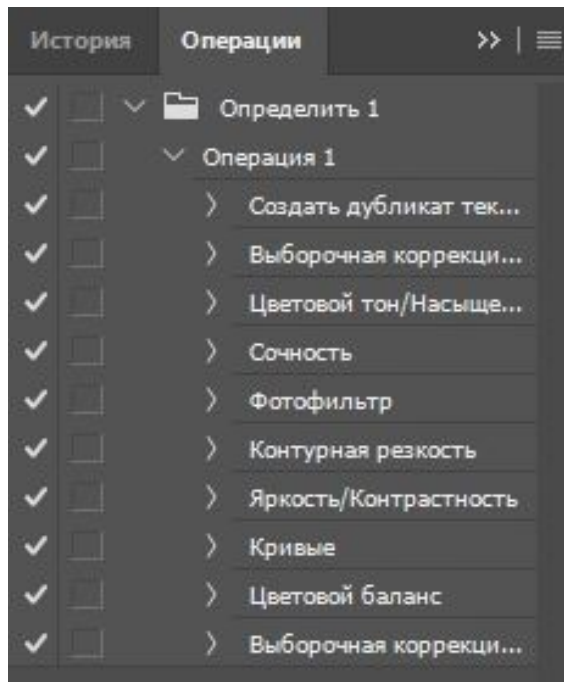 История Операции
Определить 1
Операция 1
Создать дубликат тек...
Выборочная коррекци...
Цветовой тон/Насыще...
Сочность
Фотофильтр
Контурная резкость
Яркость/Контрастность
Кривые
Цветовой баланс
Выборочная коррекци...